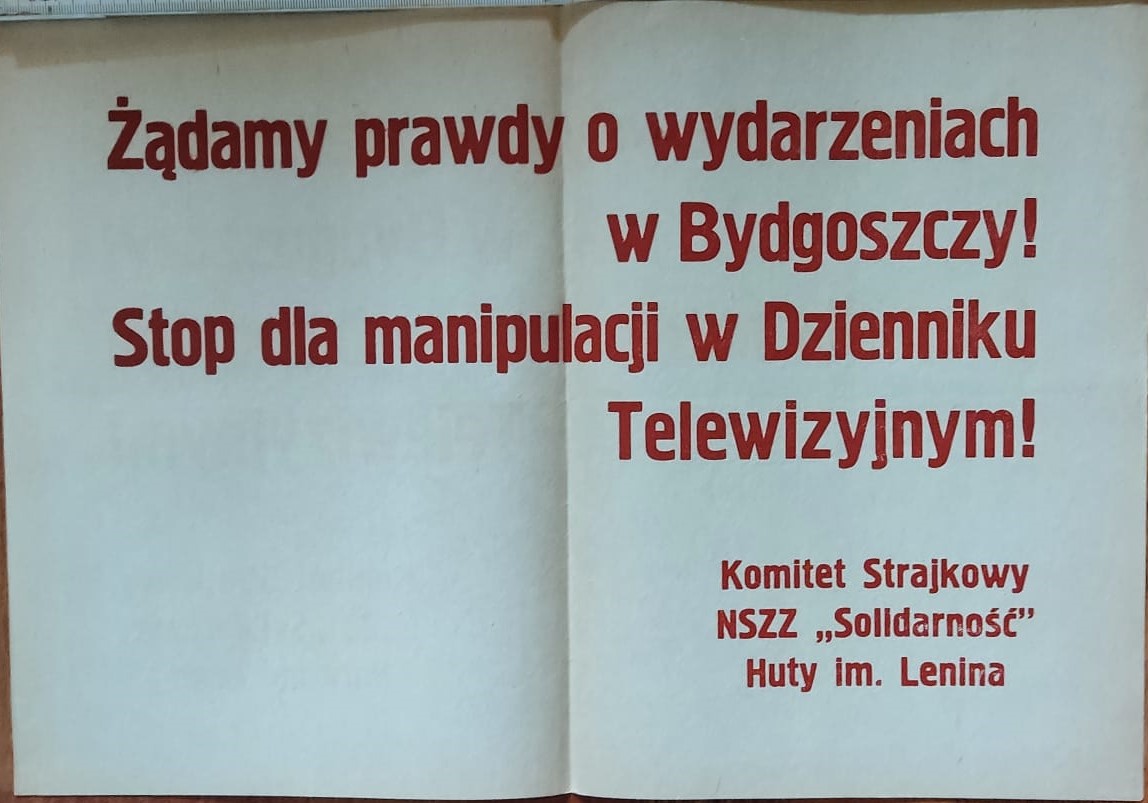 Żądamy prawdy o wydarzeniach
w Bydgoszczy!
Stop dla manipulacji w Dzienniku
Telewizyjnym!
Komitet Strajkowy
NSZZ „Solidarność”
Huty im. Lenina